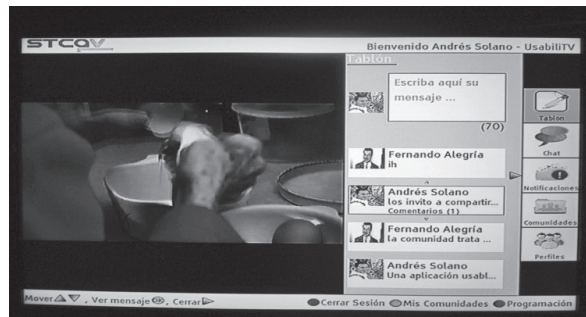 STCAV
Bienvenido Andrés Solano - UsabiliTV
Tablón
Escriba aquí su
mensaje ...
(70)
Fernando Alegría
ih
Andrés Solano
los invito a compartir...
Comentarios (1)
Fernando Alegría
la comunidad trata ...
Andrés Solano
Una aplicación usabl...
Tablón
Chat
Notificaciones
Comunidades
Perfiles
Mover , Ver mensaje OK , Cerrar
Cerrar Sesión Mis Comunidades Programación